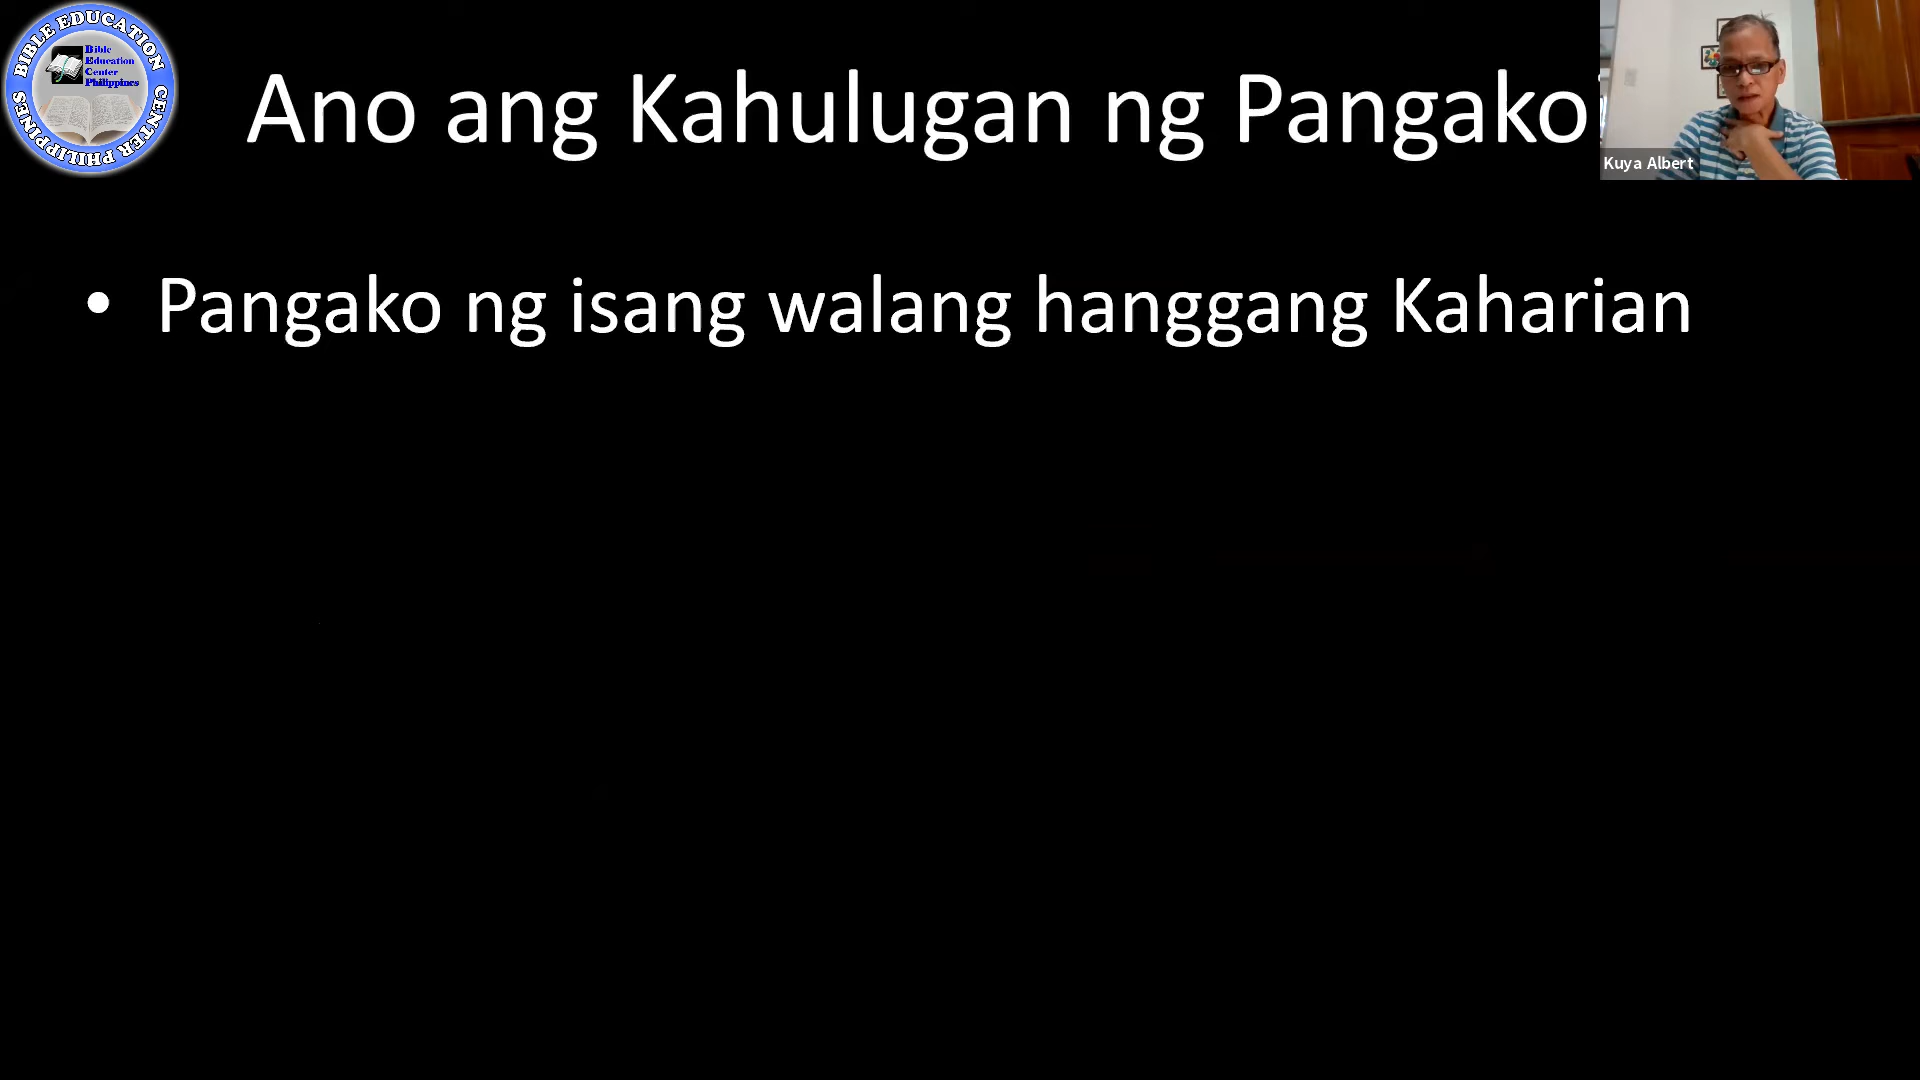 BIBLE EDUCATION CENTER PHILIPPINES
Bible
Education
Center
Philippines
Ano ang Kahulugan ng Pangako
Kuya Albert
• Pangako ng isang walang hanggang Kaharian